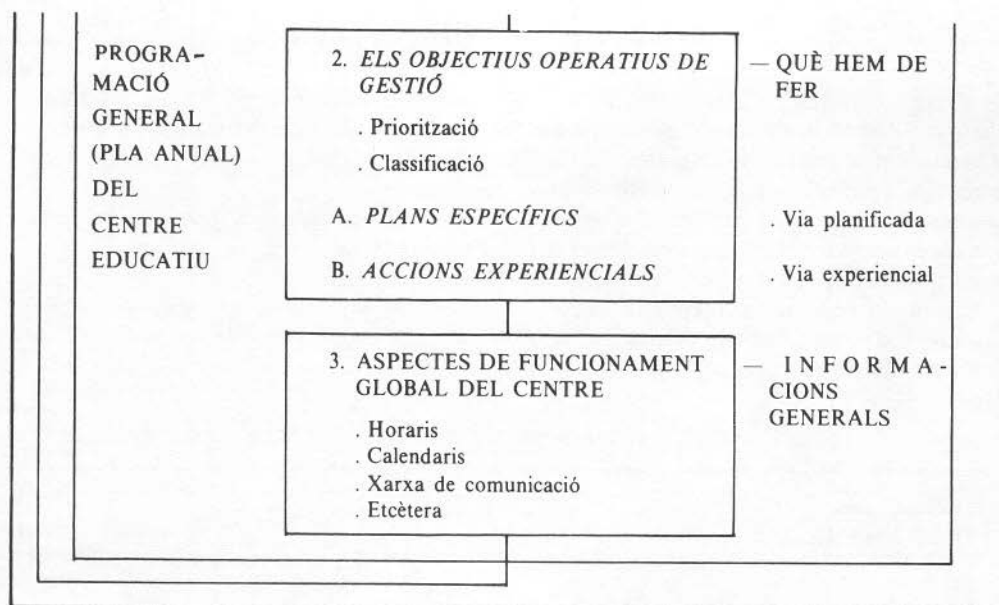 PROGRA-
MACIÓ
GENERAL
(PLA ANUAL)
DEL
CENTRE
EDUCATIU
2. ELS OBJECTIUS OPERATIUS DE
GESTIÓ
. Priorització
. Classificació
A. PLANS ESPECÍFICS
B. ACCIONS EXPERIENCIALS
— QUÈ HEM DE
FER
. Via planificada
. Via experiencial
3. ASPECTES DE FUNCIONAMENT
GLOBAL DEL CENTRE
. Horaris
. Calendaris
. Xarxa de comunicació
. Etcètera
— INFORMA-
CIONS
GENERALS